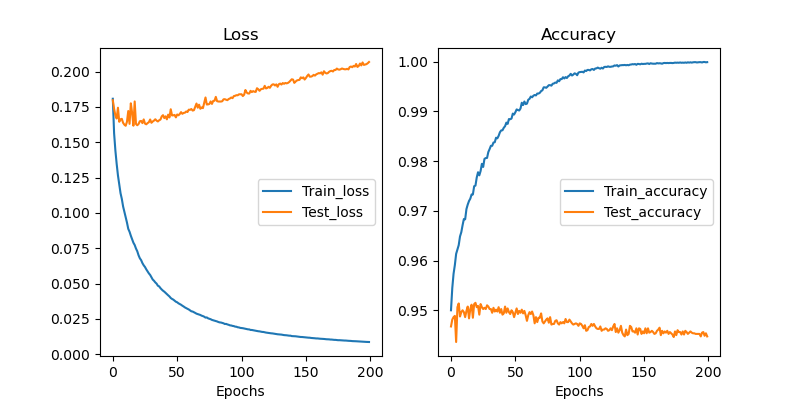 Loss
0.200
0.175
0.150
0.125
0.100
0.075
0.050
0.025
0.000
Train_loss
Test_loss
0 50 100 150 200
Epochs
Accuracy
1.00
0.99
0.98
0.97
0.96
0.95
Train_accuracy
Test_accuracy
0 50 100 150 200
Epochs